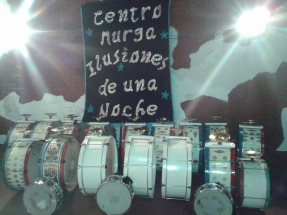 Centro
Murga
Ilusiones
de una
Noche